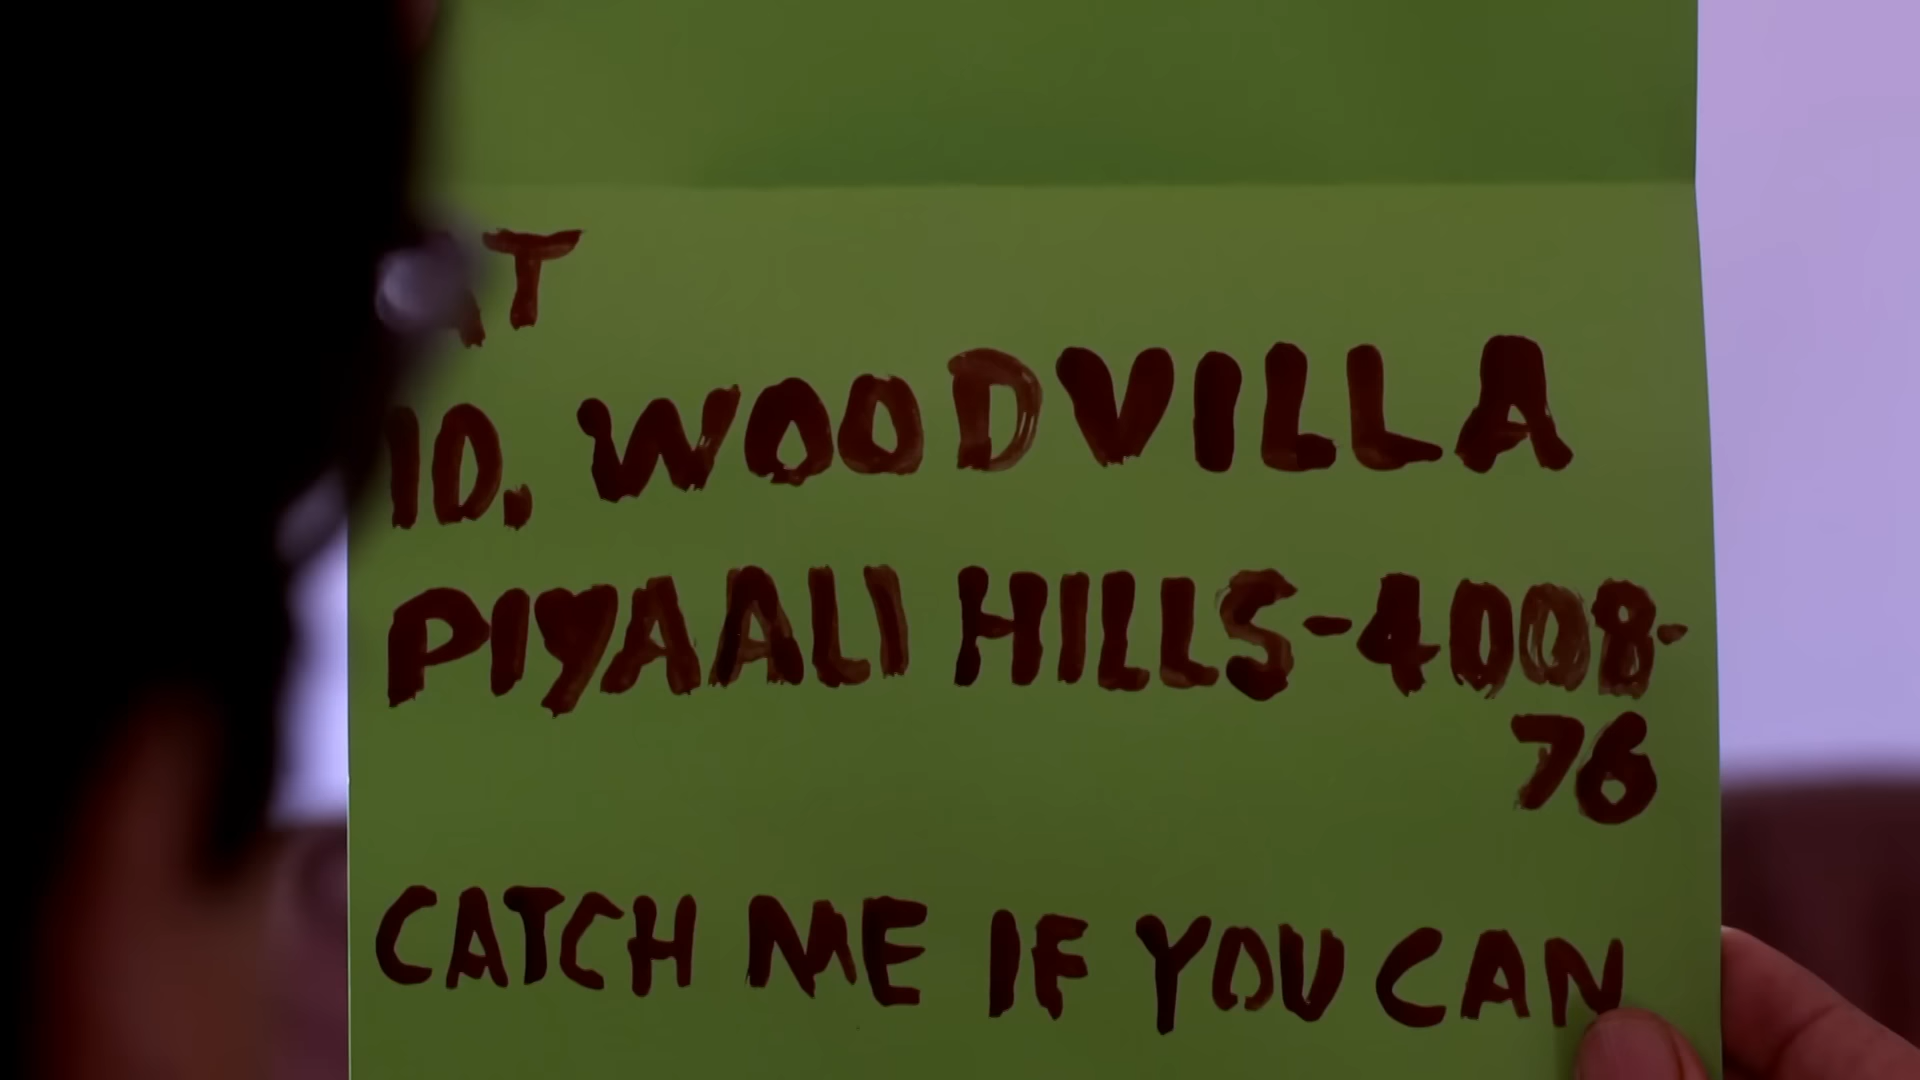 AT
10, WOODVILLA
PIYAALI HILLS-4008-
76
CATCH ME IF YOU CAN